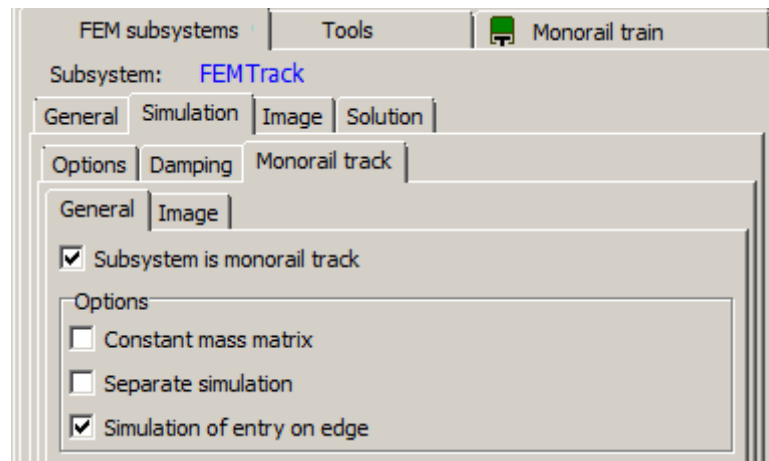 FEM subsystems Tools Monorail train
Subsystem: FEMTrack
General Simulation Image Solution
Options Damping Monorail track
General Image
Subsystem is monorail track
Options
Constant mass matrix
Separate simulation
Simulation of entry on edge